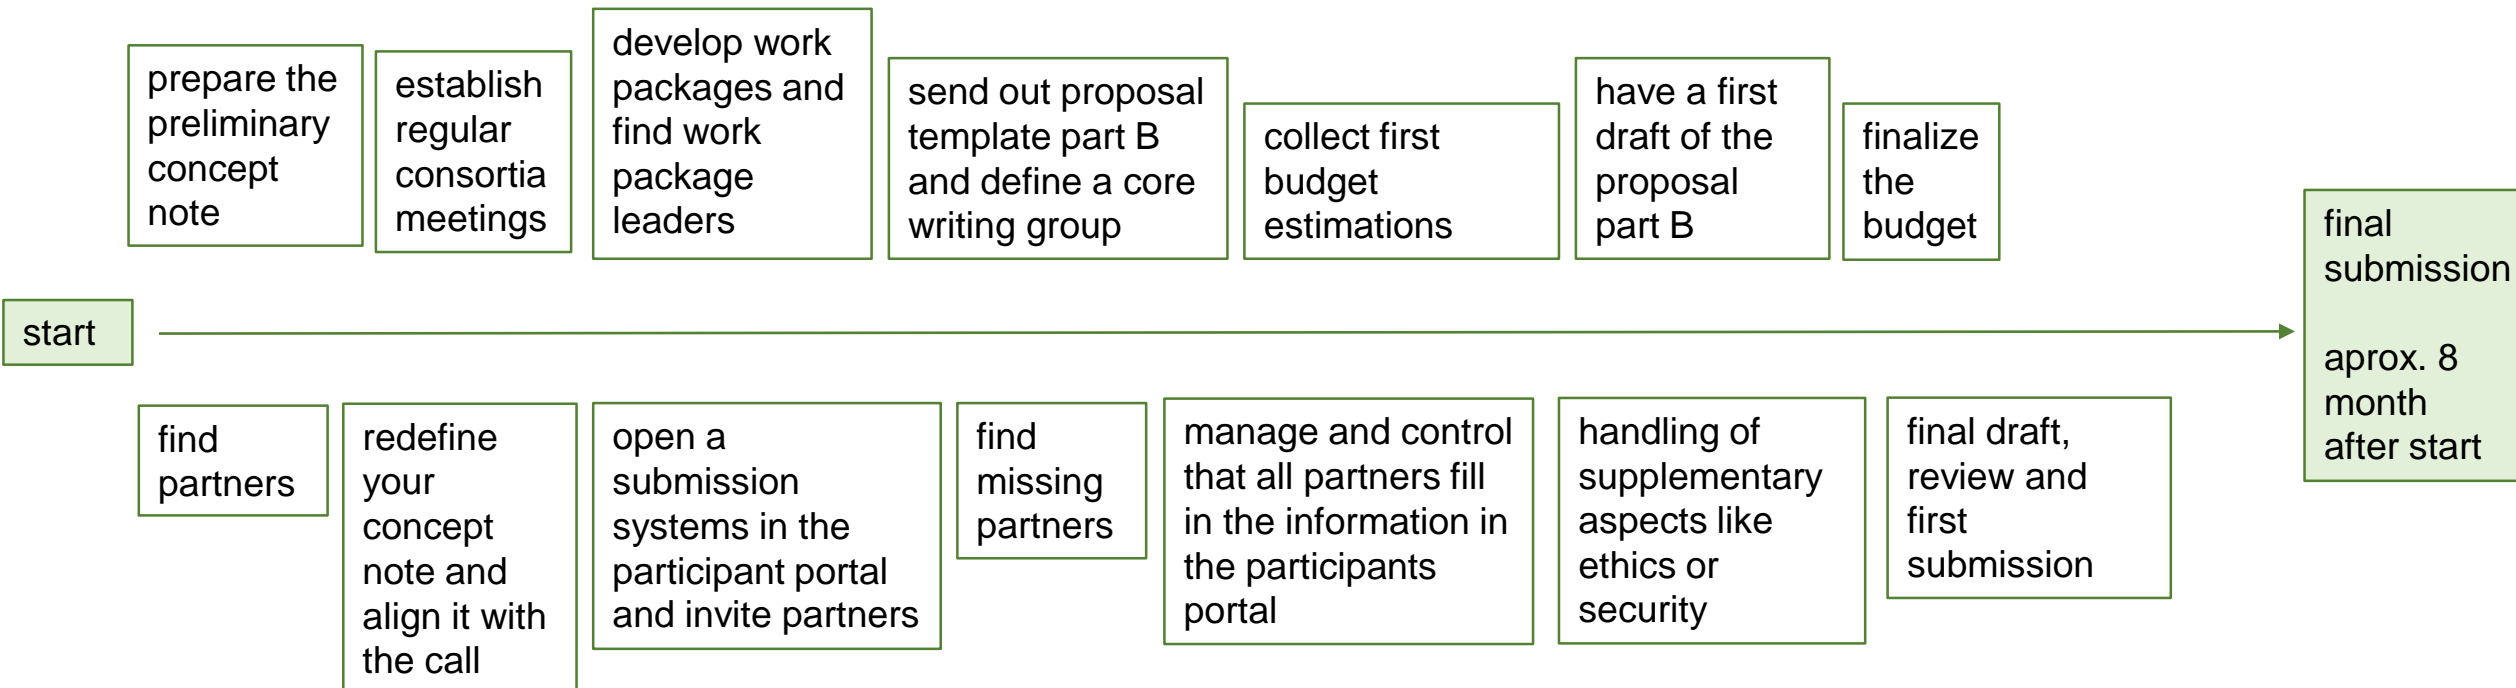 prepare the
preliminary
concept
note
establish
regular
consortia
meetings
develop work
packages and
find work
package
leaders
send out proposal
template part B
and define a core
writing group
collect first
budget
estimations
have a first
draft of the
proposal
part B
finalize
the
budget
final
submission
aprox. 8
month
after start
start
find
partners
redefine
your
concept
note and
align it with
the call
open a
submission
systems in the
participant portal
and invite partners
find
missing
partners
manage and control
that all partners fill
in the information in
the participants
portal
handling of
supplementary
aspects like
ethics or
security
final draft,
review and
first
submission